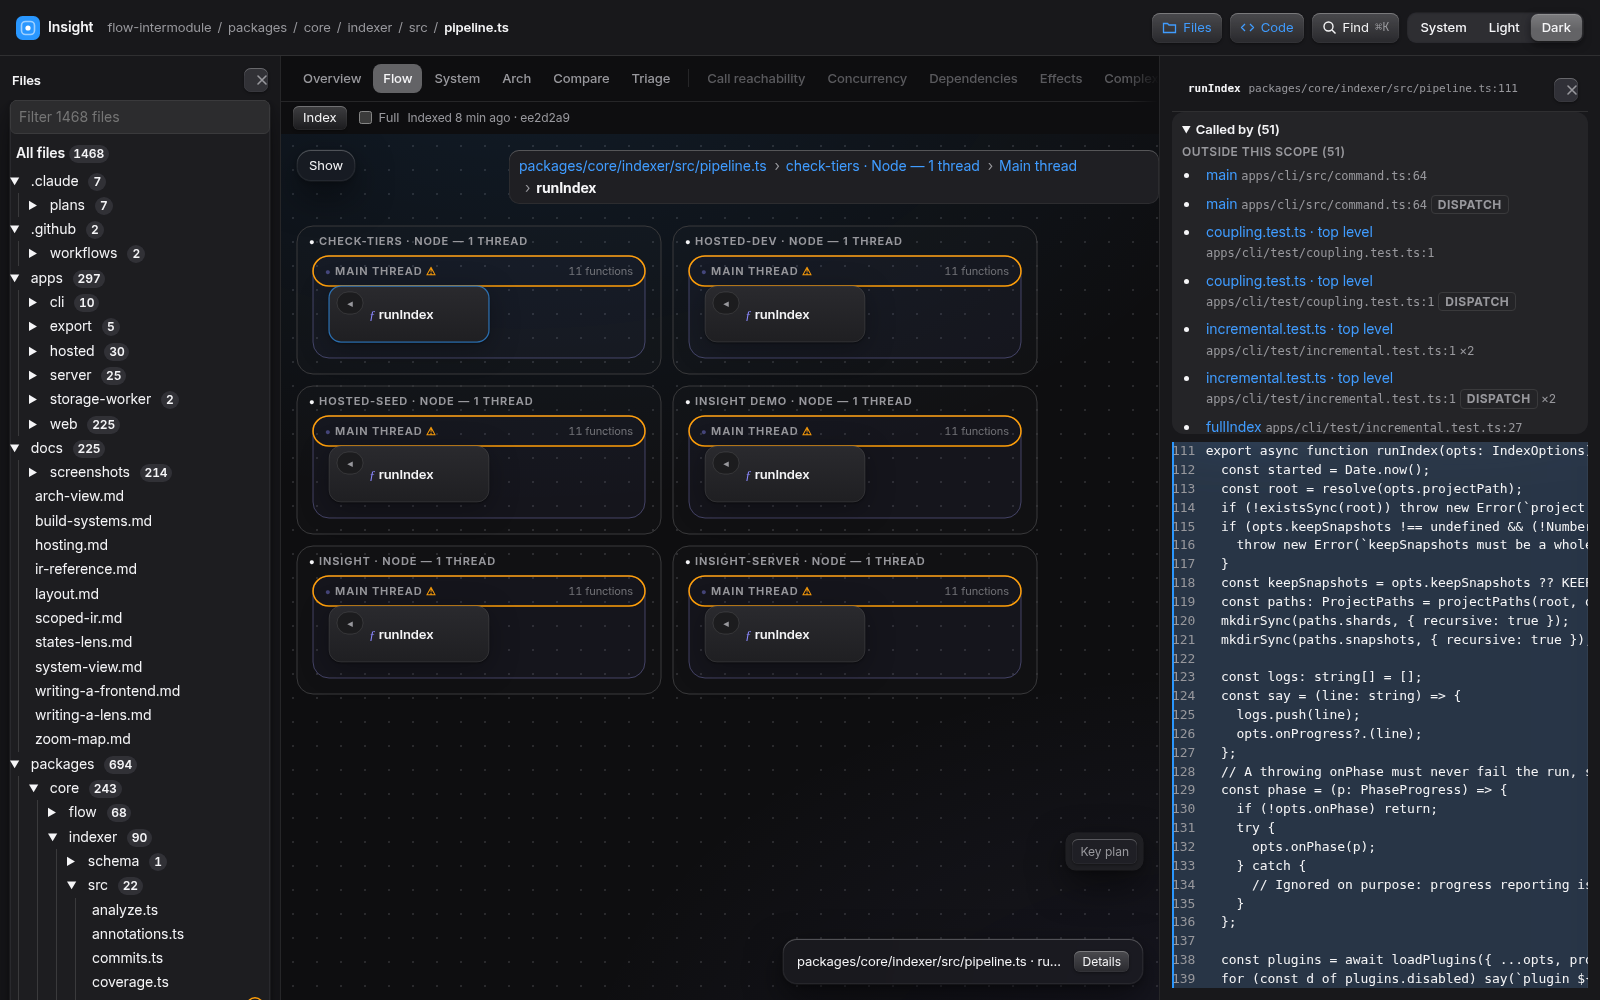 Insight flow-intermodule / packages / core / indexer / src / pipeline.ts
Files Code Find ⌘K System Light Dark
Files
Filter 1468 files
All files 1468
.claude 7
plans 7
.github 2
workflows 2
apps 297
cli 10
export 5
hosted 30
server 25
storage-worker 2
web 225
docs 225
screenshots 214
arch-view.md
build-systems.md
hosting.md
ir-reference.md
layout.md
scoped-ir.md
states-lens.md
system-view.md
writing-a-frontend.md
writing-a-lens.md
zoom-map.md
packages 694
core 243
flow 68
indexer 90
schema 1
src 22
analyze.ts
annotations.ts
commits.ts
coverage.ts
Overview Flow System Arch Compare Triage Call reachability Concurrency Dependencies Effects
Index Full Indexed 8 min ago · ee2d2a9
Show
packages/core/indexer/src/pipeline.ts › check-tiers · Node — 1 thread › Main thread
› runIndex
CHECK-TIERS · NODE — 1 THREAD
MAIN THREAD ⚠ 11 functions
ƒ runIndex
HOSTED-DEV · NODE — 1 THREAD
MAIN THREAD ⚠ 11 functions
ƒ runIndex
HOSTED-SEED · NODE — 1 THREAD
MAIN THREAD ⚠ 11 functions
ƒ runIndex
INSIGHT DEMO · NODE — 1 THREAD
MAIN THREAD ⚠ 11 functions
ƒ runIndex
INSIGHT · NODE — 1 THREAD
MAIN THREAD ⚠ 11 functions
ƒ runIndex
INSIGHT-SERVER · NODE — 1 THREAD
MAIN THREAD ⚠ 11 functions
ƒ runIndex
Key plan
packages/core/indexer/src/pipeline.ts · ru... Details
runIndex packages/core/indexer/src/pipeline.ts:111
Called by (51)
OUTSIDE THIS SCOPE (51)
main apps/cli/src/command.ts:64
main apps/cli/src/command.ts:64 DISPATCH
coupling.test.ts · top level
apps/cli/test/coupling.test.ts:1
coupling.test.ts · top level
apps/cli/test/coupling.test.ts:1 DISPATCH
incremental.test.ts · top level
apps/cli/test/incremental.test.ts:1 ×2
incremental.test.ts · top level
apps/cli/test/incremental.test.ts:1 DISPATCH ×2
fullIndex apps/cli/test/incremental.test.ts:27
111 export async function runIndex(opts: IndexOptions)
112 const started = Date.now();
113 const root = resolve(opts.projectPath);
114 if (!existsSync(root)) throw new Error(`project
115 if (opts.keepSnapshots !== undefined && (!Number
116 throw new Error(`keepSnapshots must be a whole
117 }
118 const keepSnapshots = opts.keepSnapshots ?? KEEP
119 const paths: ProjectPaths = projectPaths(root,
120 mkdirSync(paths.shards, { recursive: true });
121 mkdirSync(paths.snapshots, { recursive: true })
122
123 const logs: string[] = [];
124 const say = (line: string) => {
125 logs.push(line);
126 opts.onProgress?.(line);
127 };
128 // A throwing onPhase must never fail the run,
129 const phase = (p: PhaseProgress) => {
130 if (!opts.onPhase) return;
131 try {
132 opts.onPhase(p);
133 } catch {
134 // Ignored on purpose: progress reporting is
135 }
136 };
137
138 const plugins = await loadPlugins({ ...opts,
139 for (const d of plugins.disabled) say(`plugin